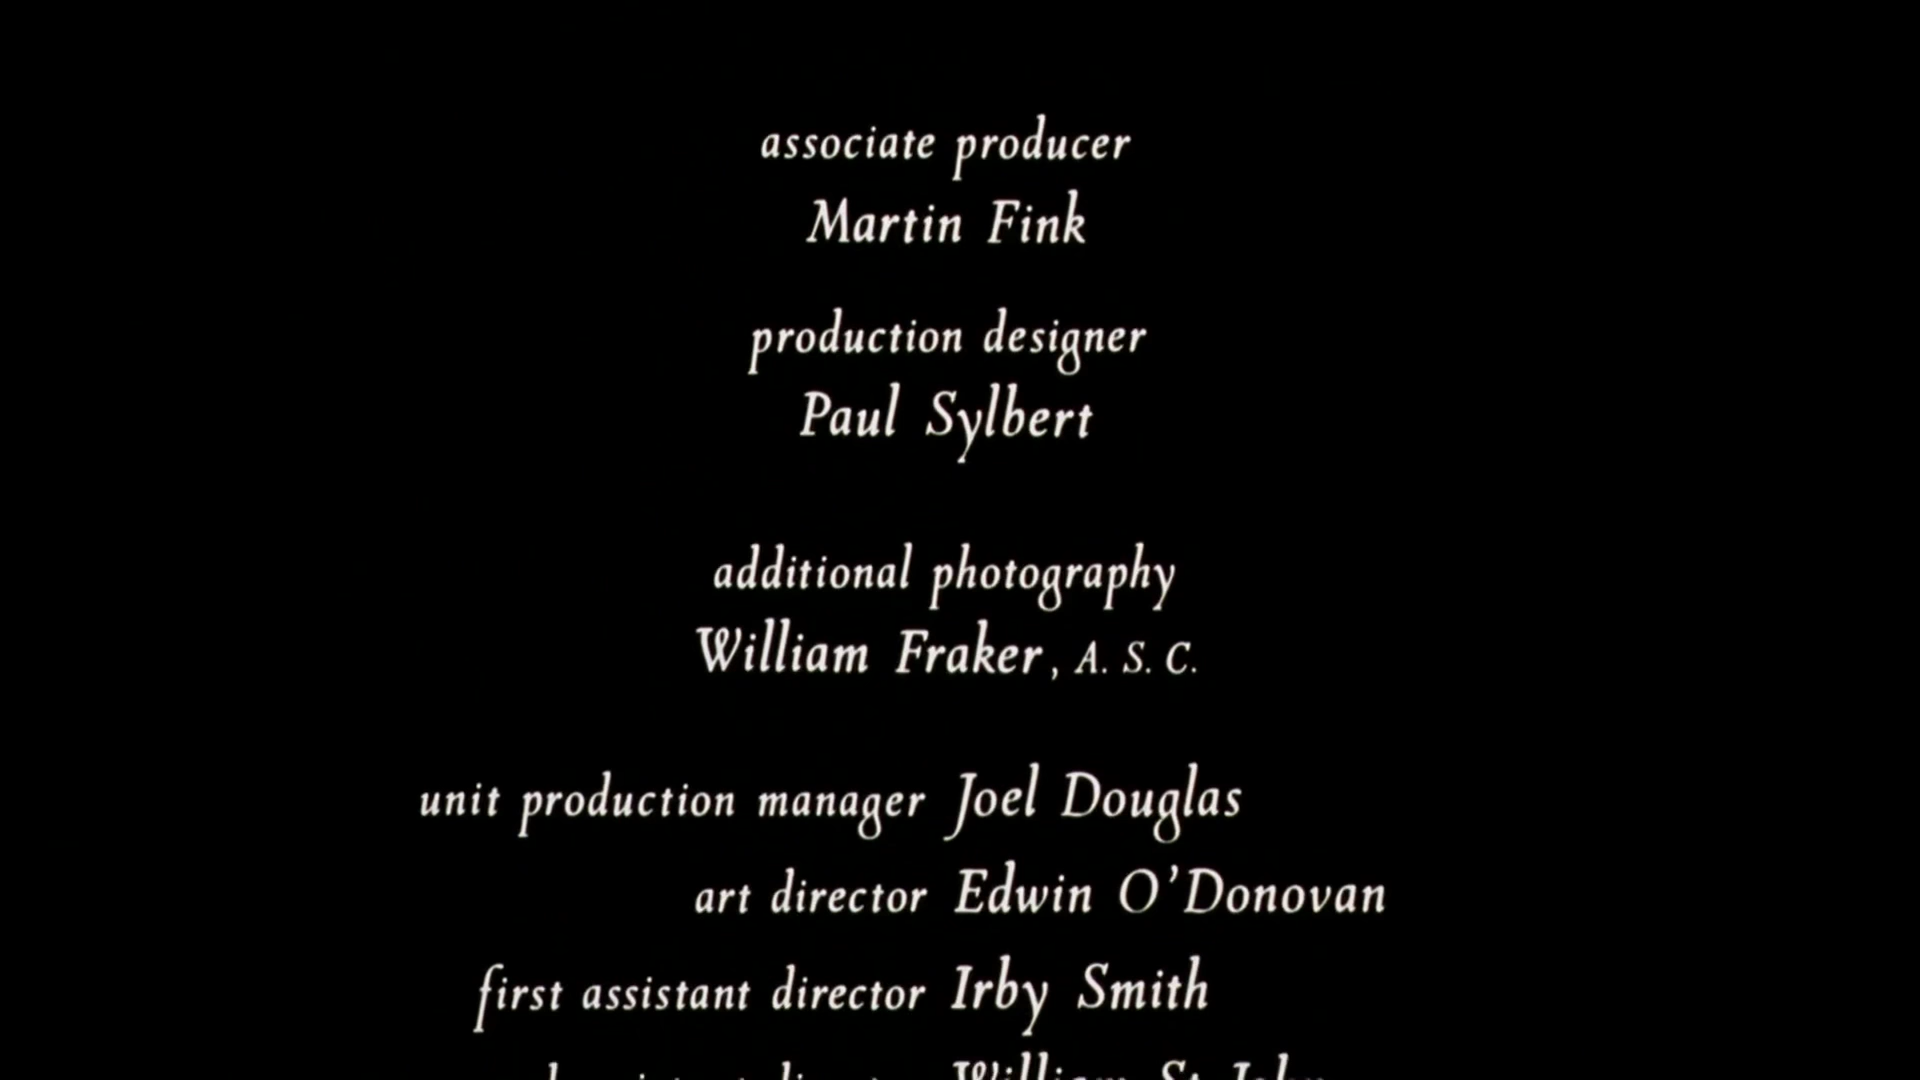 associate producer
Martin Fink
production designer
Paul Sylbert
additional photography
William Fraker, A. S. C.
unit production manager Joel Douglas
art director Edwin O'Donovan
first assistant director Irby Smith